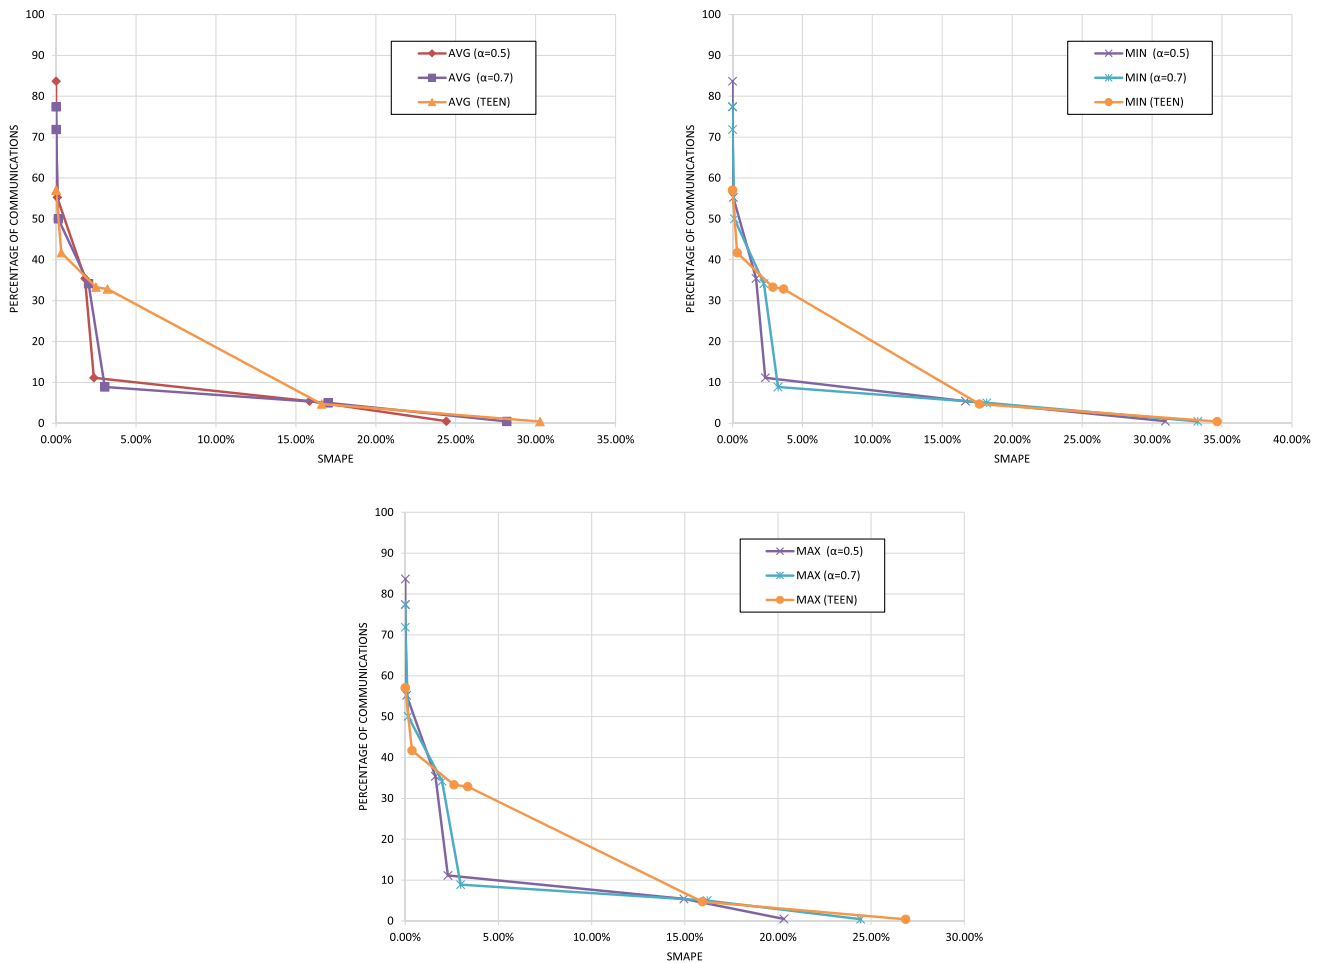 100
90
80
70
60
50
40
30
20
10
0
PERCENTAGE OF COMMUNICATIONS
AVG (α=0.5)
AVG (α=0.7)
AVG (TEEN)
0.00% 5.00% 10.00% 15.00% 20.00% 25.00% 30.00% 35.00%
SMAPE
100
90
80
70
60
50
40
30
20
10
0
PERCENTAGE OF COMMUNICATIONS
MIN (α=0.5)
MIN (α=0.7)
MIN (TEEN)
0.00% 5.00% 10.00% 15.00% 20.00% 25.00% 30.00% 35.00% 40.00%
SMAPE
100
90
80
70
60
50
40
30
20
10
0
PERCENTAGE OF COMMUNICATIONS
MAX (α=0.5)
MAX (α=0.7)
MAX (TEEN)
0.00% 5.00% 10.00% 15.00% 20.00% 25.00% 30.00%
SMAPE